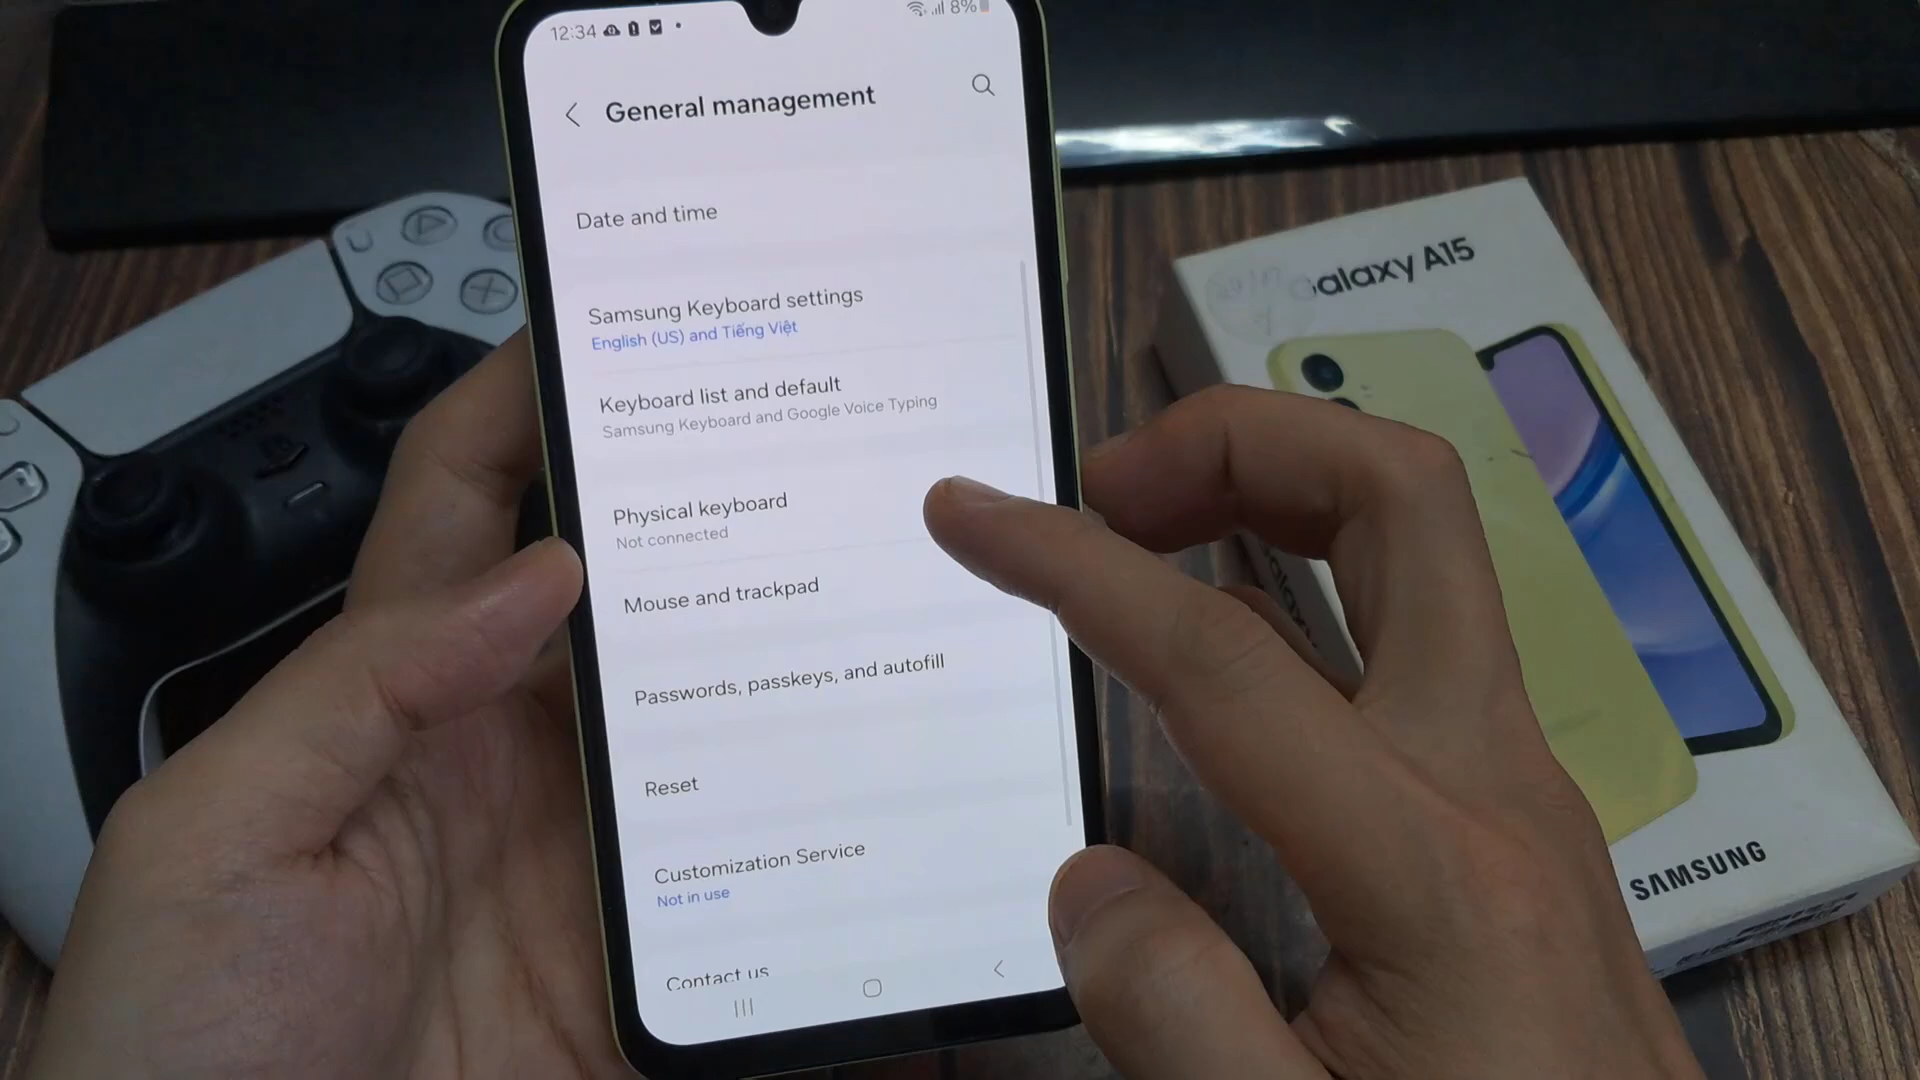 12:34
8%
General management
Date and time
Samsung Keyboard settings
English (US) and Tiếng Việt
Keyboard list and default
Samsung Keyboard and Google Voice Typing
Physical keyboard
Not connected
Mouse and trackpad
Passwords, passkeys, and autofill
Reset
Customization Service
Not in use
Contact us
Galaxy A15
SAMSUNG